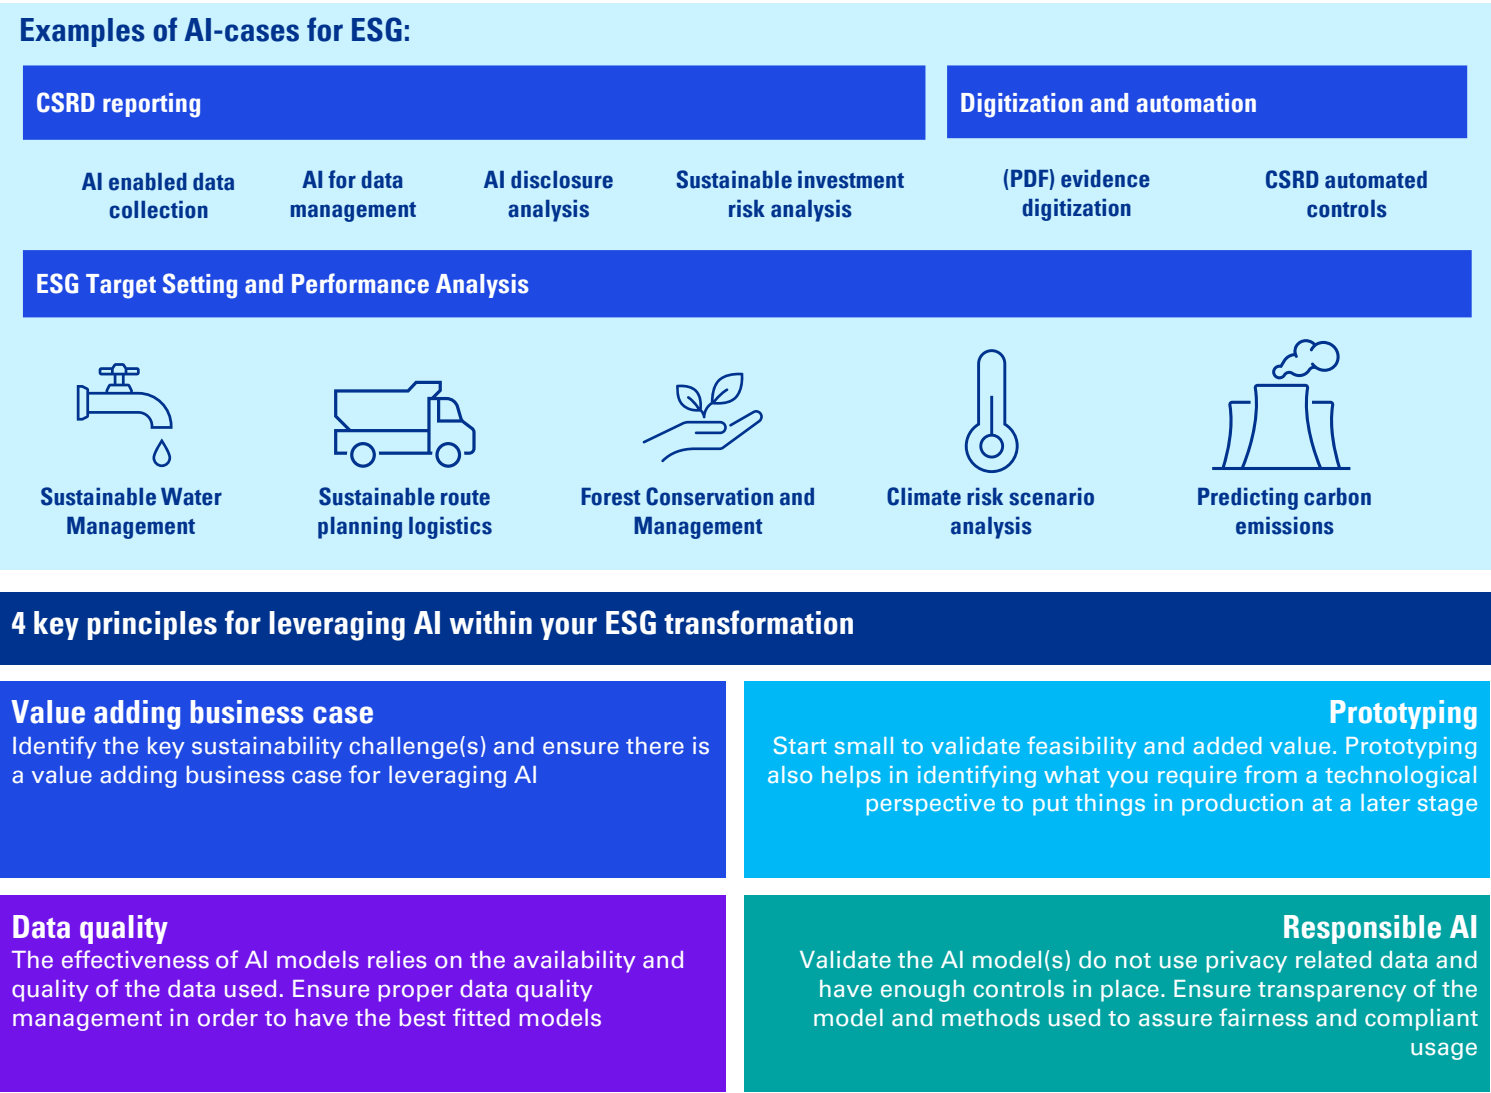 Examples of AI-cases for ESG:
CSRD reporting
AI enabled data
collection
AI for data
management
AI disclosure
analysis
Sustainable investment
risk analysis
Digitization and automation
(PDF) evidence
digitization
CSRD automated
controls
ESG Target Setting and Performance Analysis
Sustainable Water
Management
Sustainable route
planning logistics
Forest Conservation and
Management
Climate risk scenario
analysis
Predicting carbon
emissions
4 key principles for leveraging AI within your ESG transformation
Value adding business case
Identify the key sustainability challenge(s) and ensure there is
a value adding business case for leveraging AI
Prototyping
Start small to validate feasibility and added value. Prototyping
also helps in identifying what you require from a technological
perspective to put things in production at a later stage
Data quality
The effectiveness of AI models relies on the availability and
quality of the data used. Ensure proper data quality
management in order to have the best fitted models
Responsible AI
Validate the AI model(s) do not use privacy related data and
have enough controls in place. Ensure transparency of the
model and methods used to assure fairness and compliant
usage